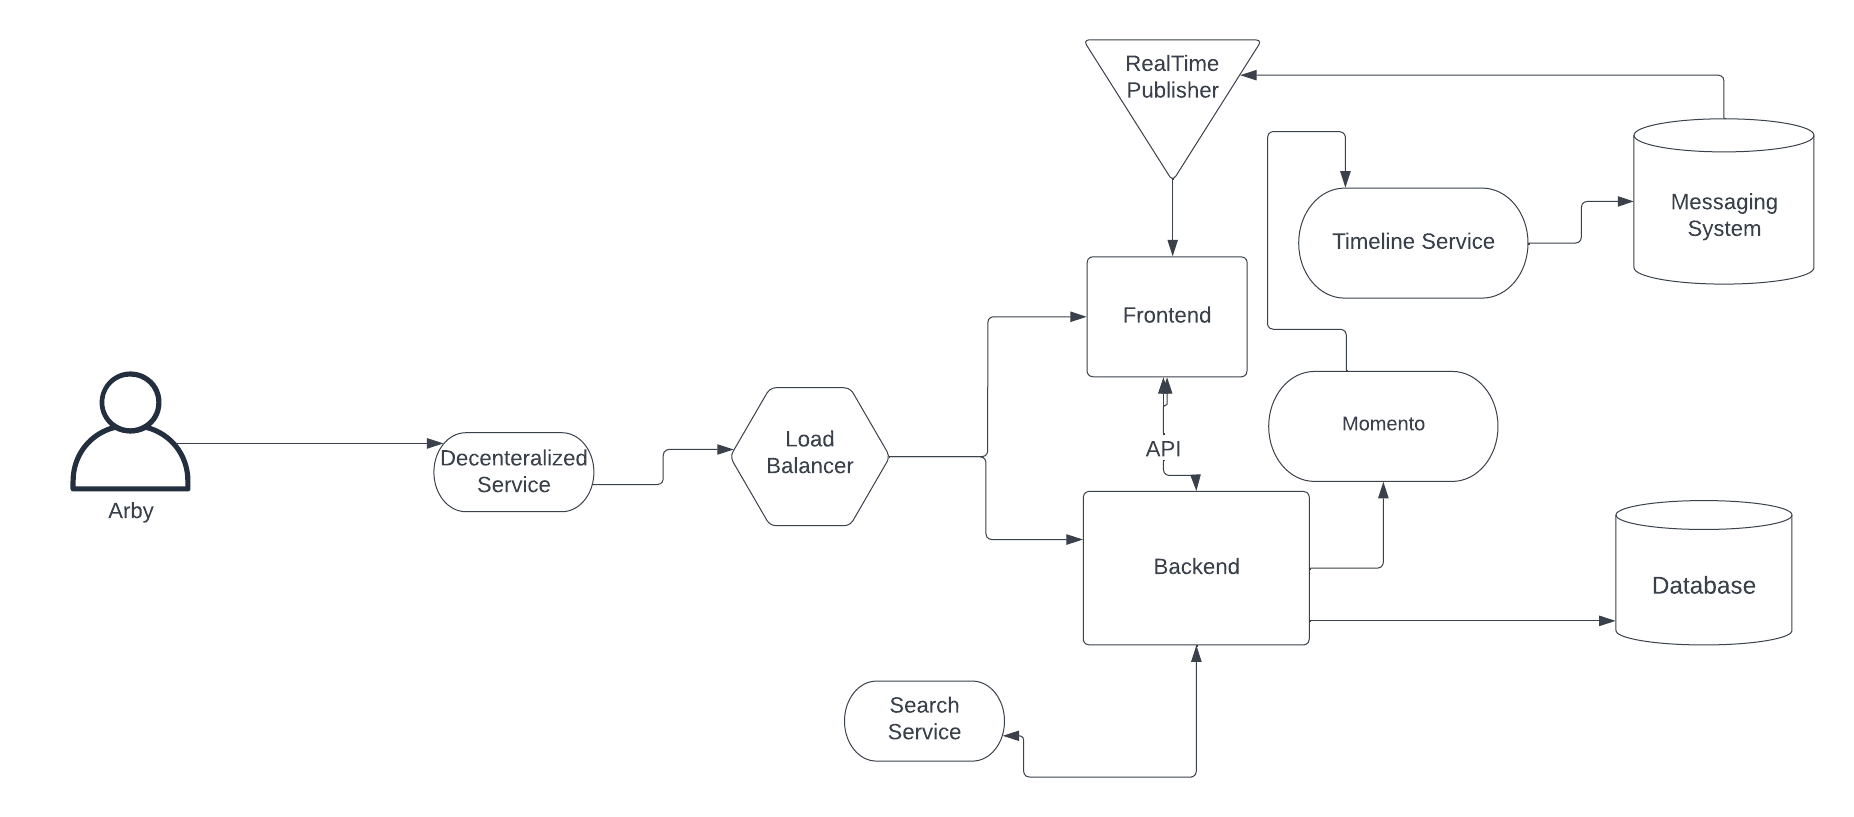 RealTime
Publisher
Messaging
System
Timeline Service
Frontend
Momento
Load
Balancer
API
Decenteralized
Service
Arby
Backend
Database
Search
Service